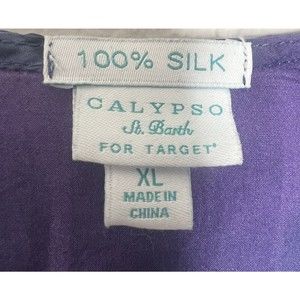 100% SILK
CALYPSO
St. Barth
FOR TARGET
XL
MADE IN
CHINA